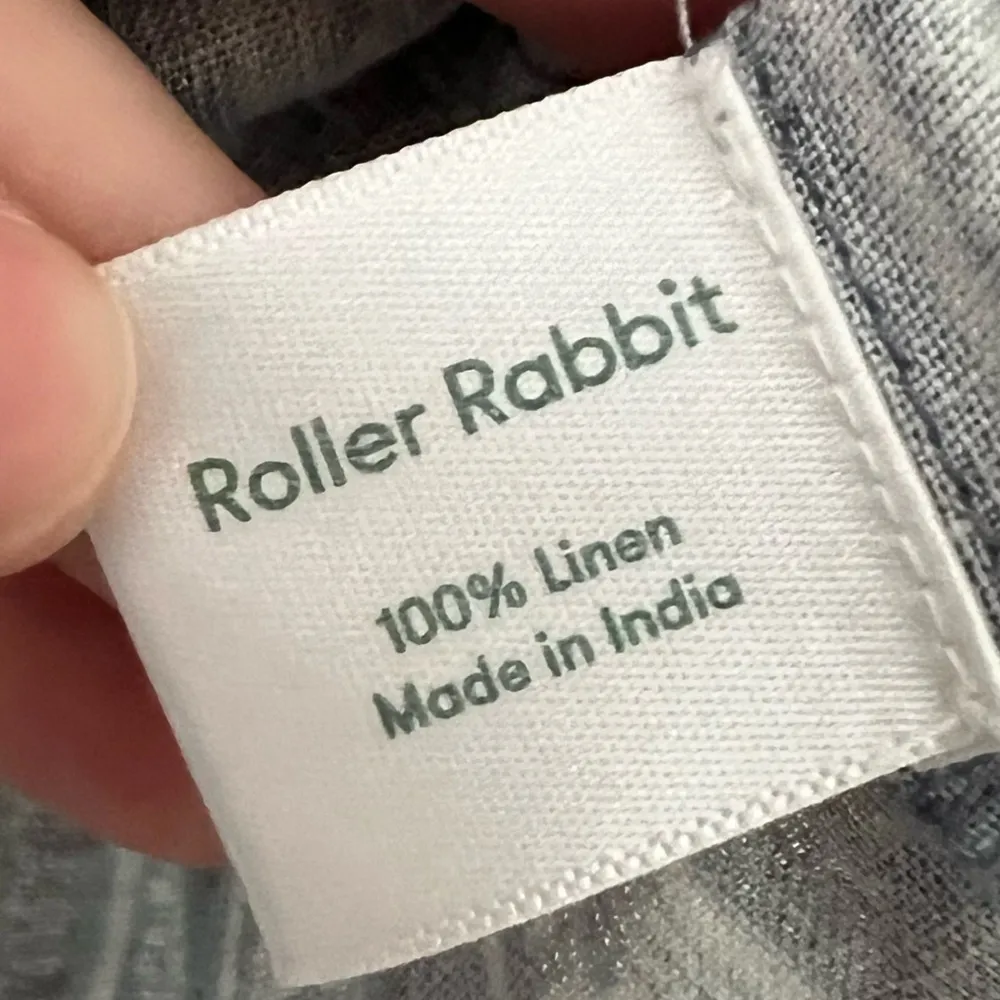 Roller Rabbit
100% Linen
Made in India